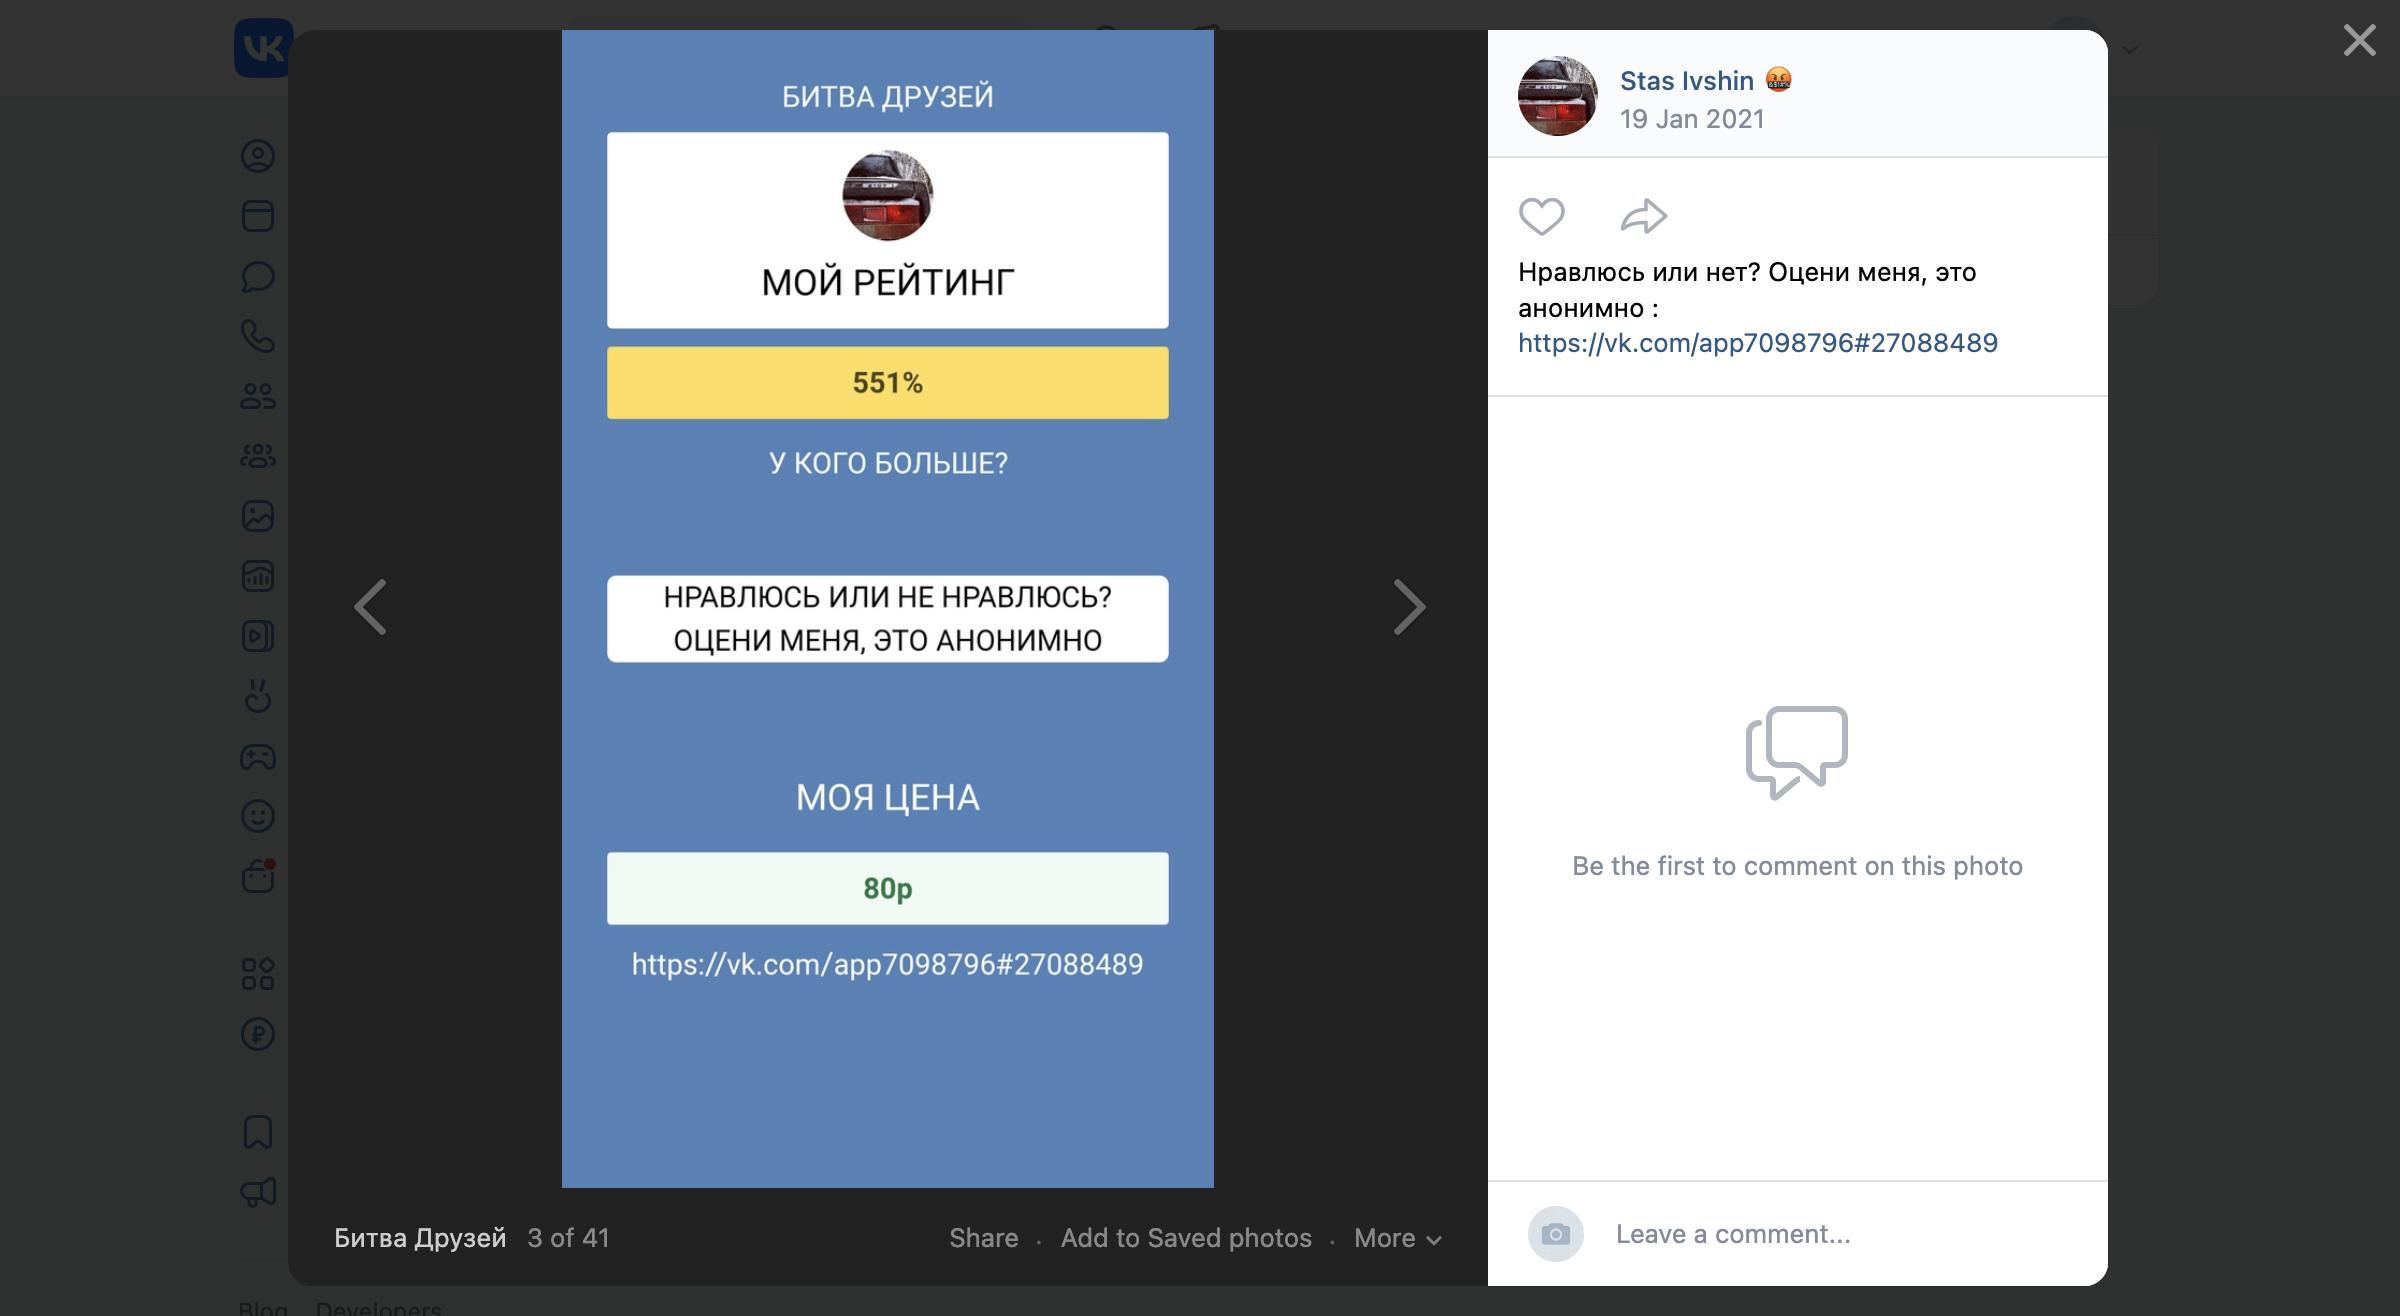 БИТВА ДРУЗЕЙ
МОЙ РЕЙТИНГ
551%
У КОГО БОЛЬШЕ?
НРАВЛЮСЬ ИЛИ НЕ НРАВЛЮСЬ?
ОЦЕНИ МЕНЯ, ЭТО АНОНИМНО
МОЯ ЦЕНА
80р
https://vk.com/app7098796#27088489
Битва Друзей 3 of 41
Share · Add to Saved photos · More
Stas Ivshin
19 Jan 2021
Нравлюсь или нет? Оцени меня, это
анонимно :
https://vk.com/app7098796#27088489
Be the first to comment on this photo
Leave a comment...
Blog Developers